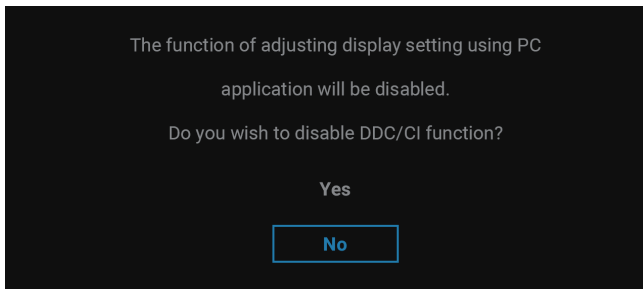 The function of adjusting display setting using PC
application will be disabled.
Do you wish to disable DDC/CI function?
Yes
No